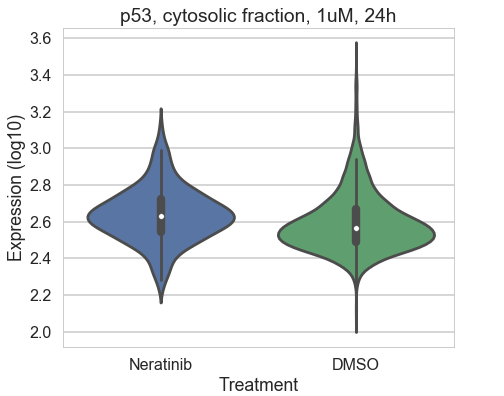 p53, cytosolic fraction, 1uM, 24h
Expression (log10)
3.6
3.4
3.2
3.0
2.8
2.6
2.4
2.2
2.0
Neratinib DMSO
Treatment